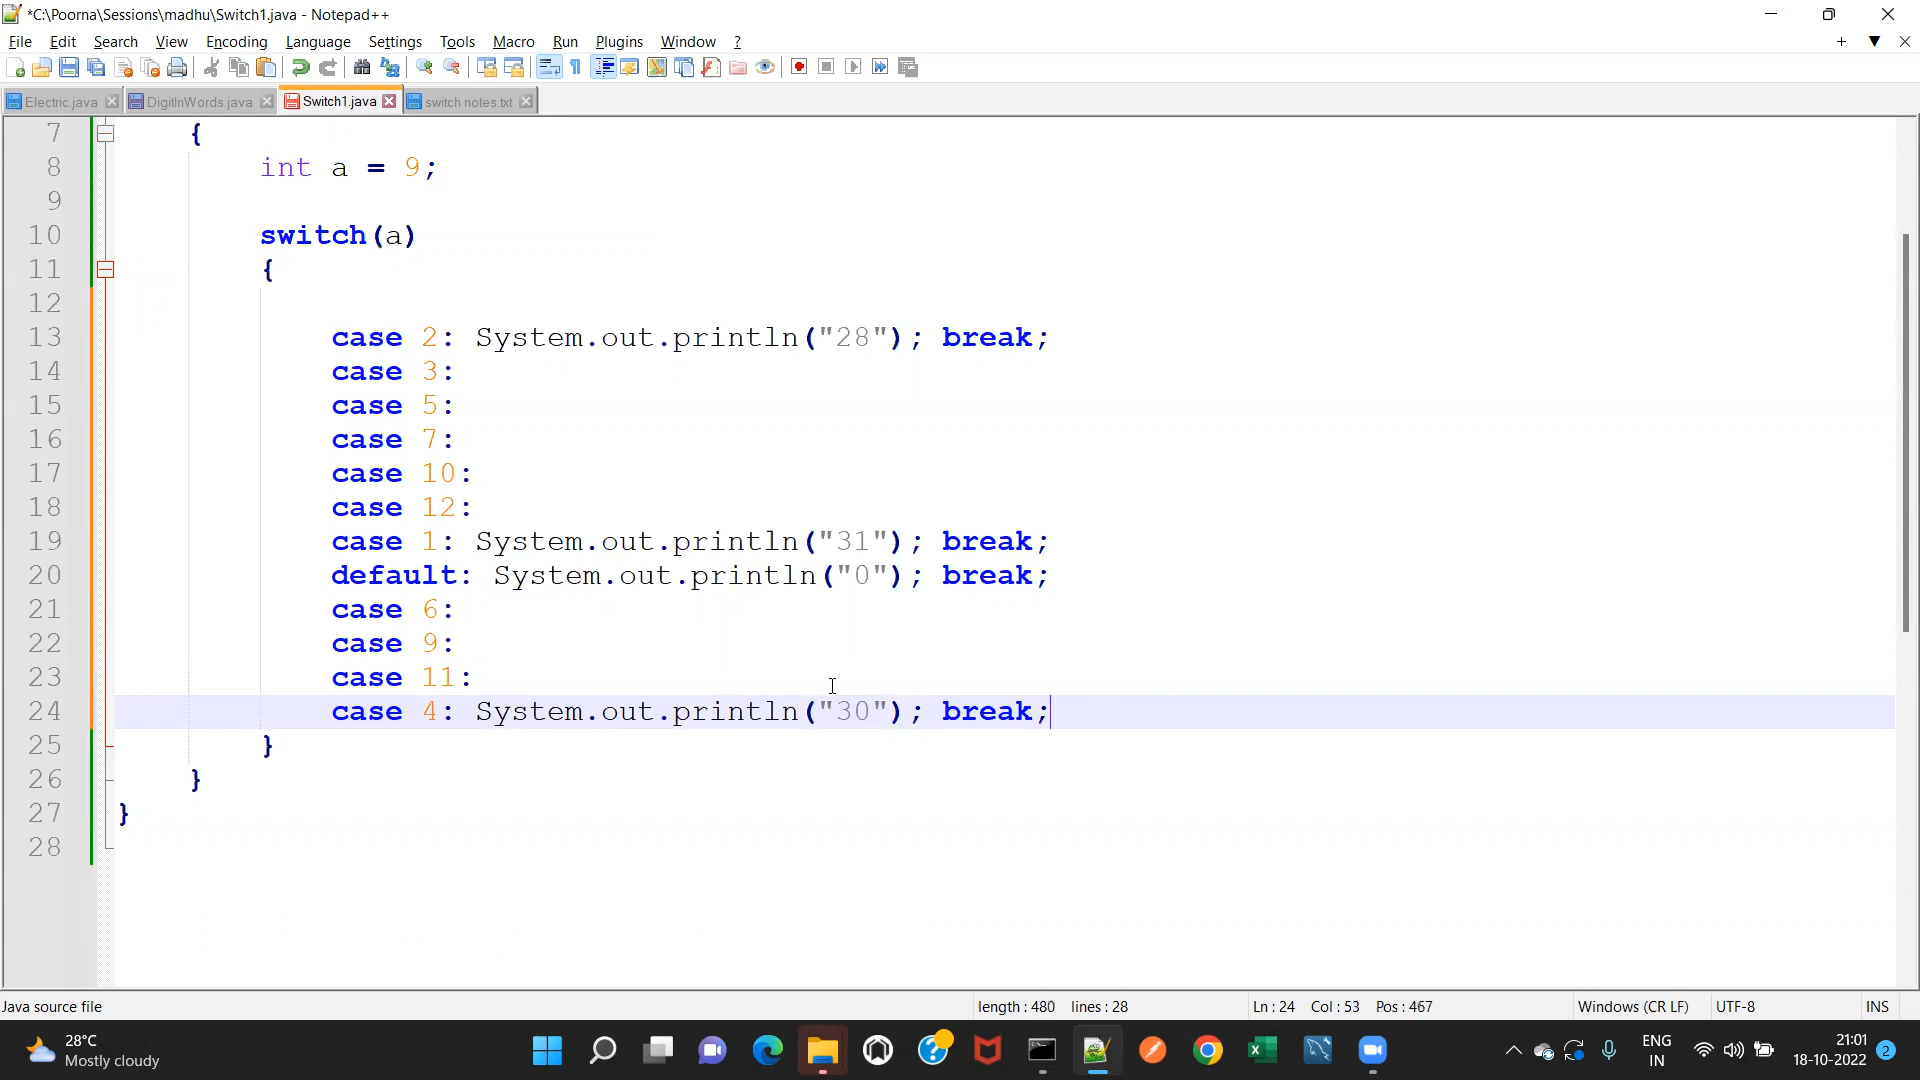 *C:\Poorna\Sessions\madhu\Switch1.java - Notepad++
File Edit Search View Encoding Language Settings Tools Macro Run Plugins Window ?
Electric.java DigitInWords.java Switch1.java switch notes.txt
7 {
8 int a = 9;
9
10 switch(a)
11 {
12
13 case 2: System.out.println("28"); break;
14 case 3:
15 case 5:
16 case 7:
17 case 10:
18 case 12:
19 case 1: System.out.println("31"); break;
20 default: System.out.println("0"); break;
21 case 6:
22 case 9:
23 case 11:
24 case 4: System.out.println("30"); break;
25 }
26 }
27 }
28
Java source file length : 480 lines : 28 Ln : 24 Col : 53 Pos : 467 Windows (CR LF) UTF-8 INS
28°C
Mostly cloudy
ENG
IN
21:01
18-10-2022
2